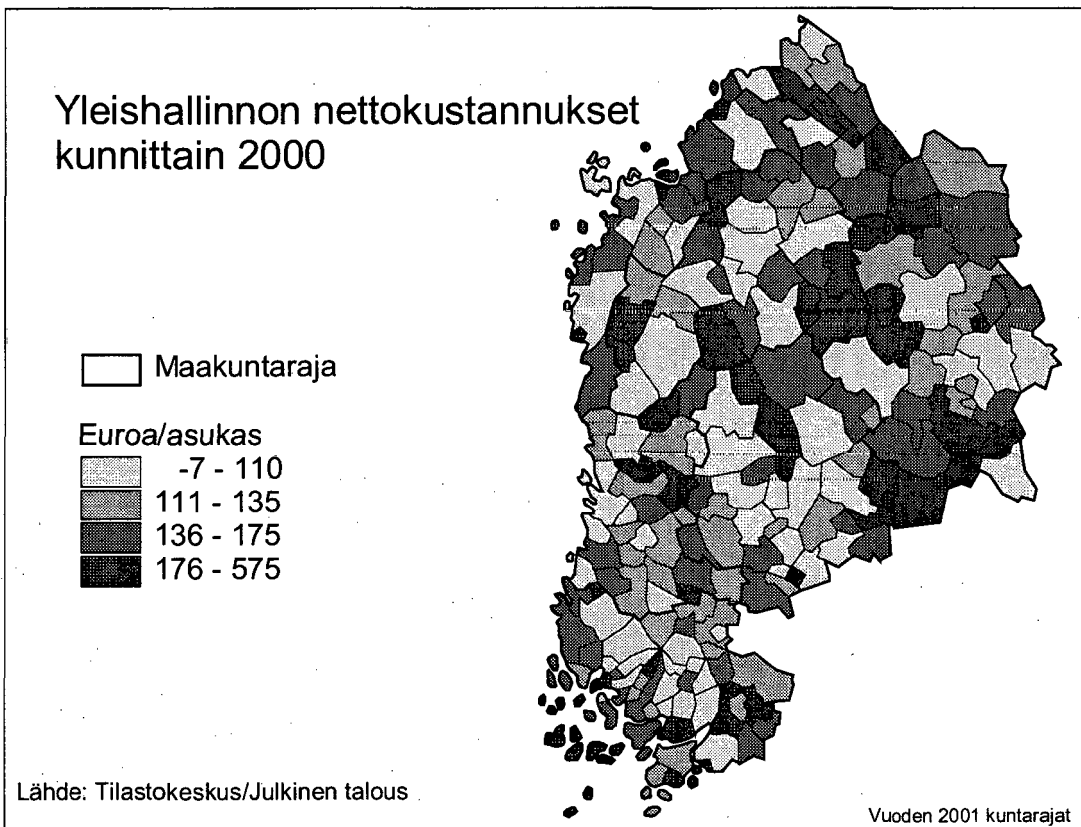 Yleishallinnon nettokustannukset
kunnittain 2000
Maakuntaraja
Euroa/asukas
-7 - 110
111 - 135
136 - 175
176 - 575
Lähde: Tilastokeskus/Julkinen talous
Vuoden 2001 kuntarajat